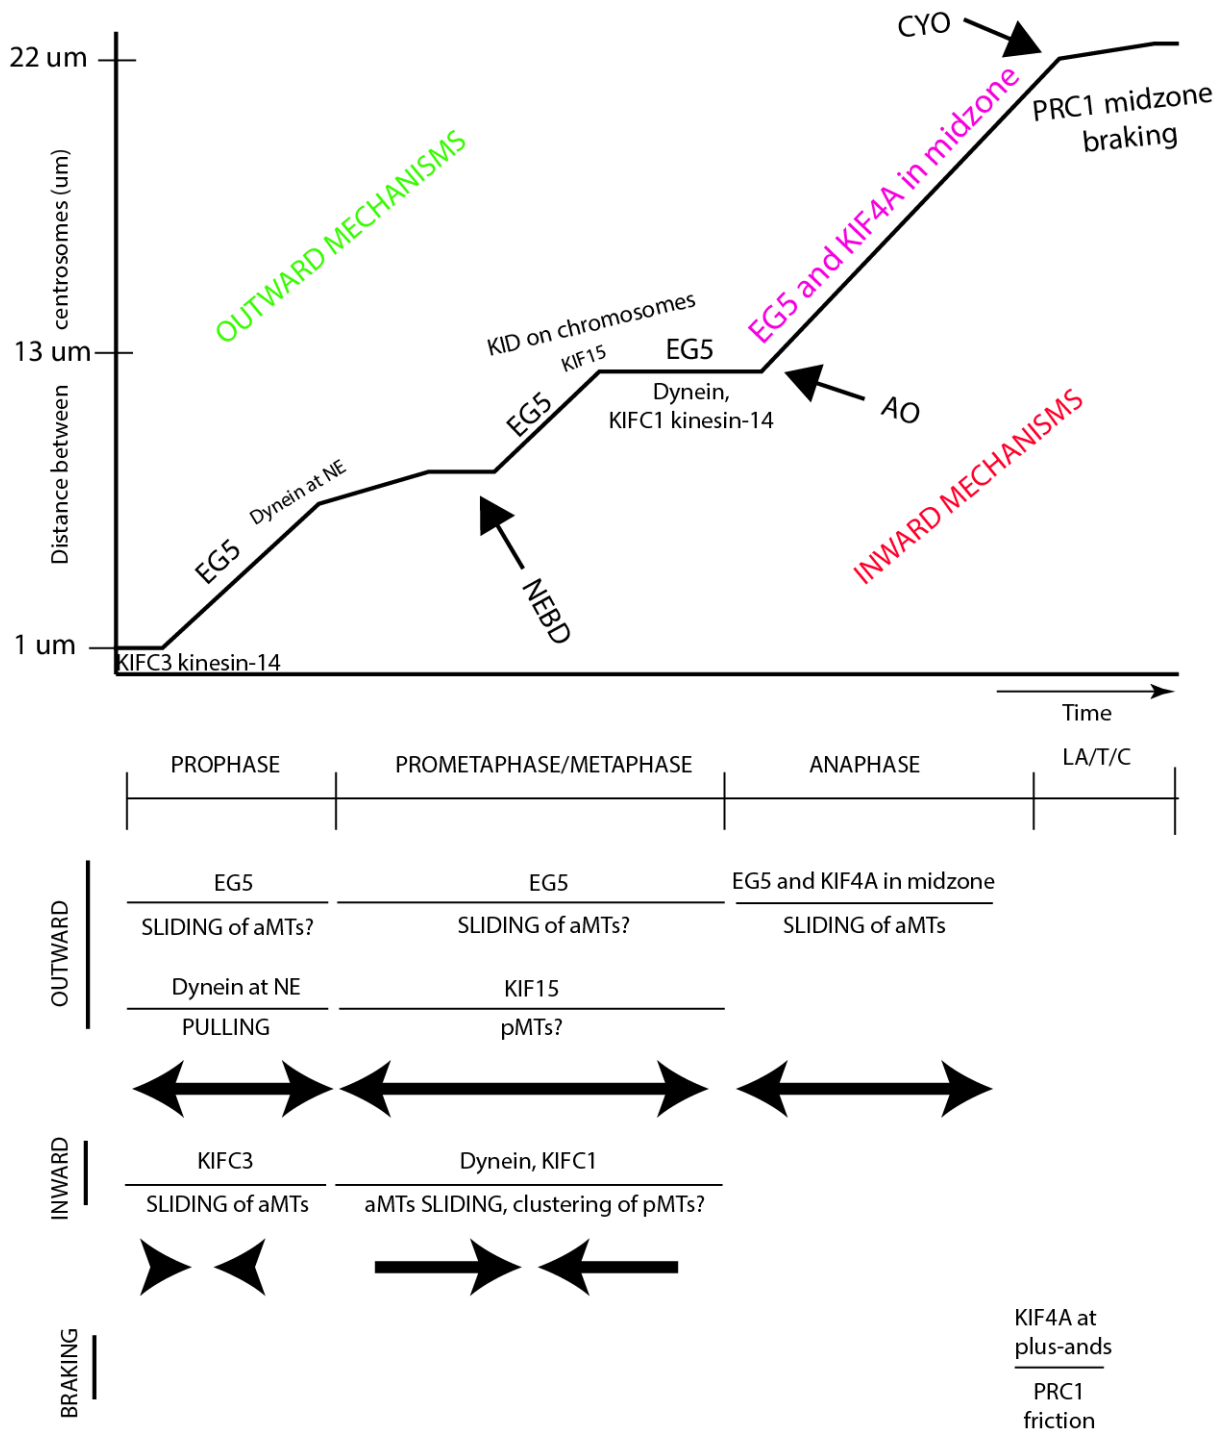 CYO
22 um
PRC1 midzone
braking
EG5 and KIF4A in midzone
OUTWARD MECHANISMS
Distance between centrosomes (um)
KID on chromosomes
KIF15
13 um
EG5
Dynein,
KIFC1 kinesin-14
AO
EG5
INWARD MECHANISMS
Dynein at NE
EG5
NEBD
1 um
KIFC3 kinesin-14
Time
PROPHASE
PROMETAPHASE/METAPHASE
ANAPHASE
LA/T/C
OUTWARD
EG5
SLIDING of aMTs?
EG5
SLIDING of aMTs?
EG5 and KIF4A in midzone
SLIDING of aMTs
Dynein at NE
PULLING
KIF15
pMTs?
INWARD
KIFC3
SLIDING of aMTs
Dynein, KIFC1
aMTs SLIDING, clustering of pMTs?
BRAKING
KIF4A at
plus-ands
PRC1
friction